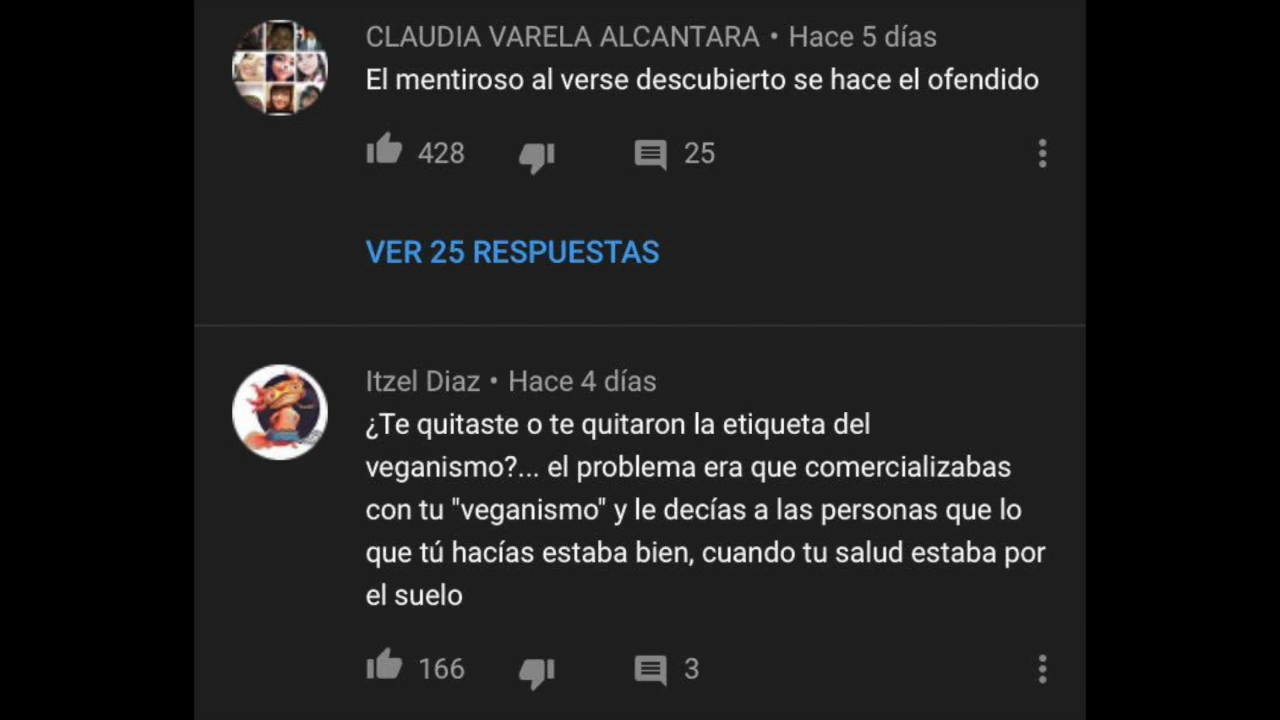 CLAUDIA VARELA ALCANTARA • Hace 5 días
El mentiroso al verse descubierto se hace el ofendido
428 25
VER 25 RESPUESTAS
Itzel Diaz • Hace 4 días
¿Te quitaste o te quitaron la etiqueta del
veganismo?... el problema era que comercializabas
con tu "veganismo" y le decías a las personas que lo
que tú hacías estaba bien, cuando tu salud estaba por
el suelo
166 3